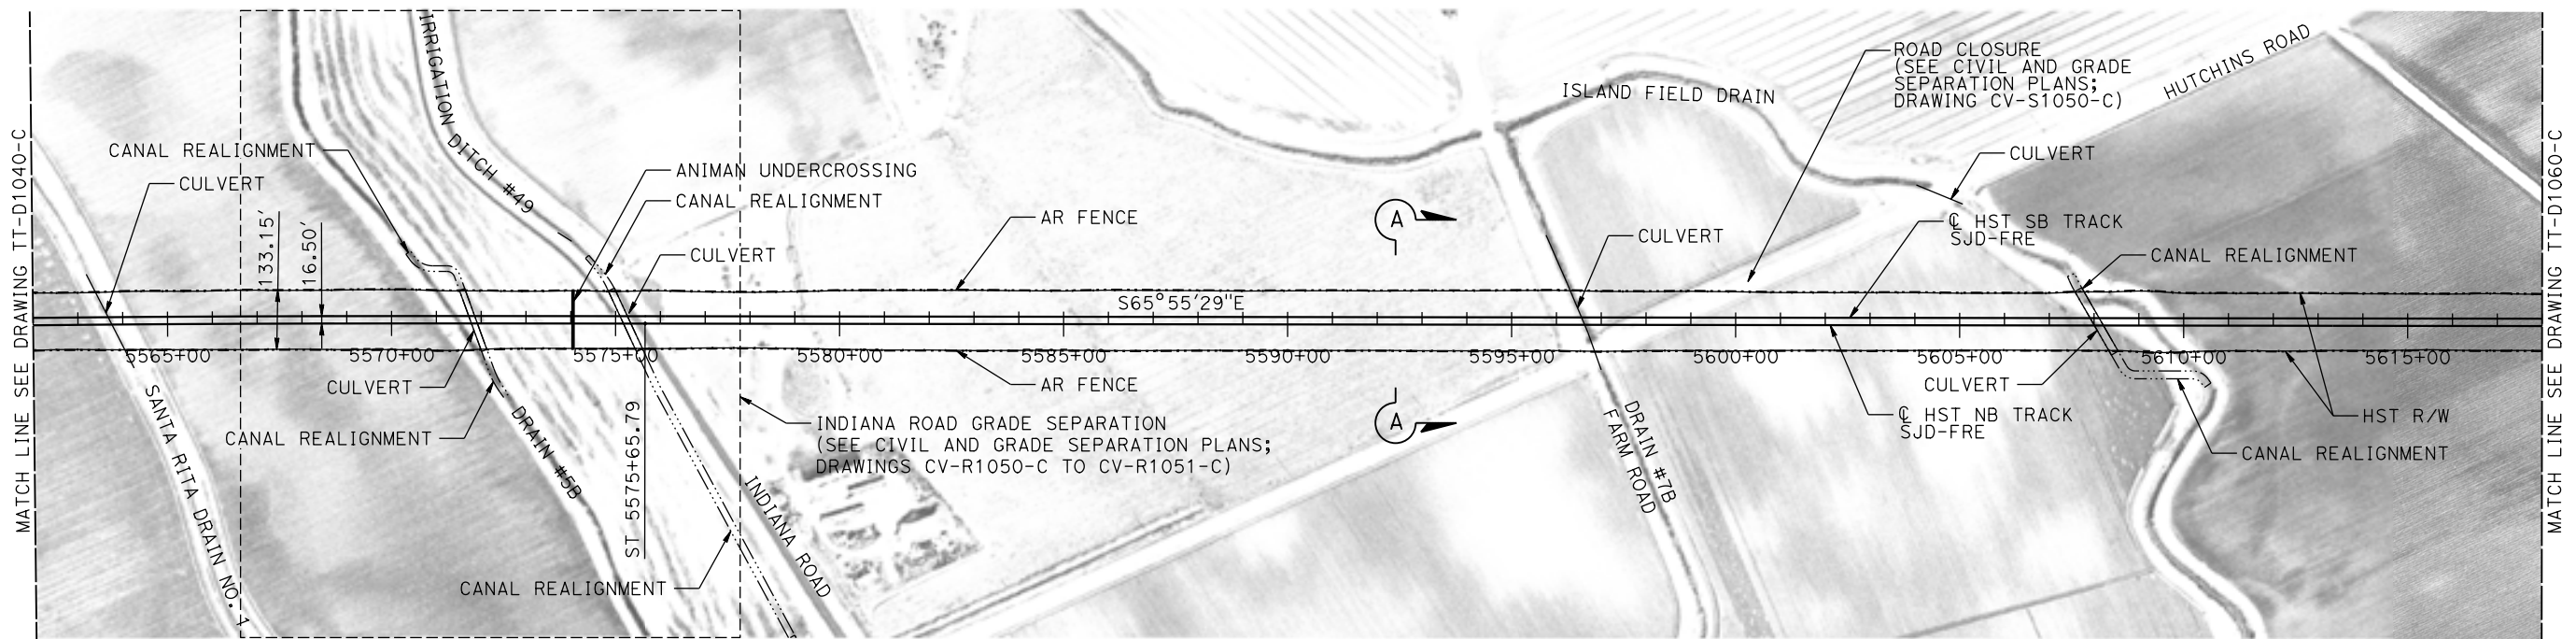 MATCH LINE SEE DRAWING TT-D1040-C
CANAL REALIGNMENT
CULVERT
133.15'
16.50'
IRRIGATION DITCH #49
ANIMAN UNDERCROSSING
CANAL REALIGNMENT
CULVERT
AR FENCE
A
S65°55'29"E
ISLAND FIELD DRAIN
ROAD CLOSURE
(SEE CIVIL AND GRADE
SEPARATION PLANS;
DRAWING CV-S1050-C)
HUTCHINS ROAD
CULVERT
℄ HST SB TRACK
SJD-FRE
CULVERT
CANAL REALIGNMENT
5565+00
5570+00
5575+00
5580+00
5585+00
5590+00
5595+00
5600+00
5605+00
5610+00
5615+00
CULVERT
CANAL REALIGNMENT
SANTA RITA DRAIN NO. 1
DRAIN #5B
ST 5575+65.79
CANAL REALIGNMENT
INDIANA ROAD
AR FENCE
INDIANA ROAD GRADE SEPARATION
(SEE CIVIL AND GRADE SEPARATION PLANS;
DRAWINGS CV-R1050-C TO CV-R1051-C)
A
DRAIN #7B
FARM ROAD
CULVERT
℄ HST NB TRACK
SJD-FRE
HST R/W
CANAL REALIGNMENT
MATCH LINE SEE DRAWING TT-D1060-C